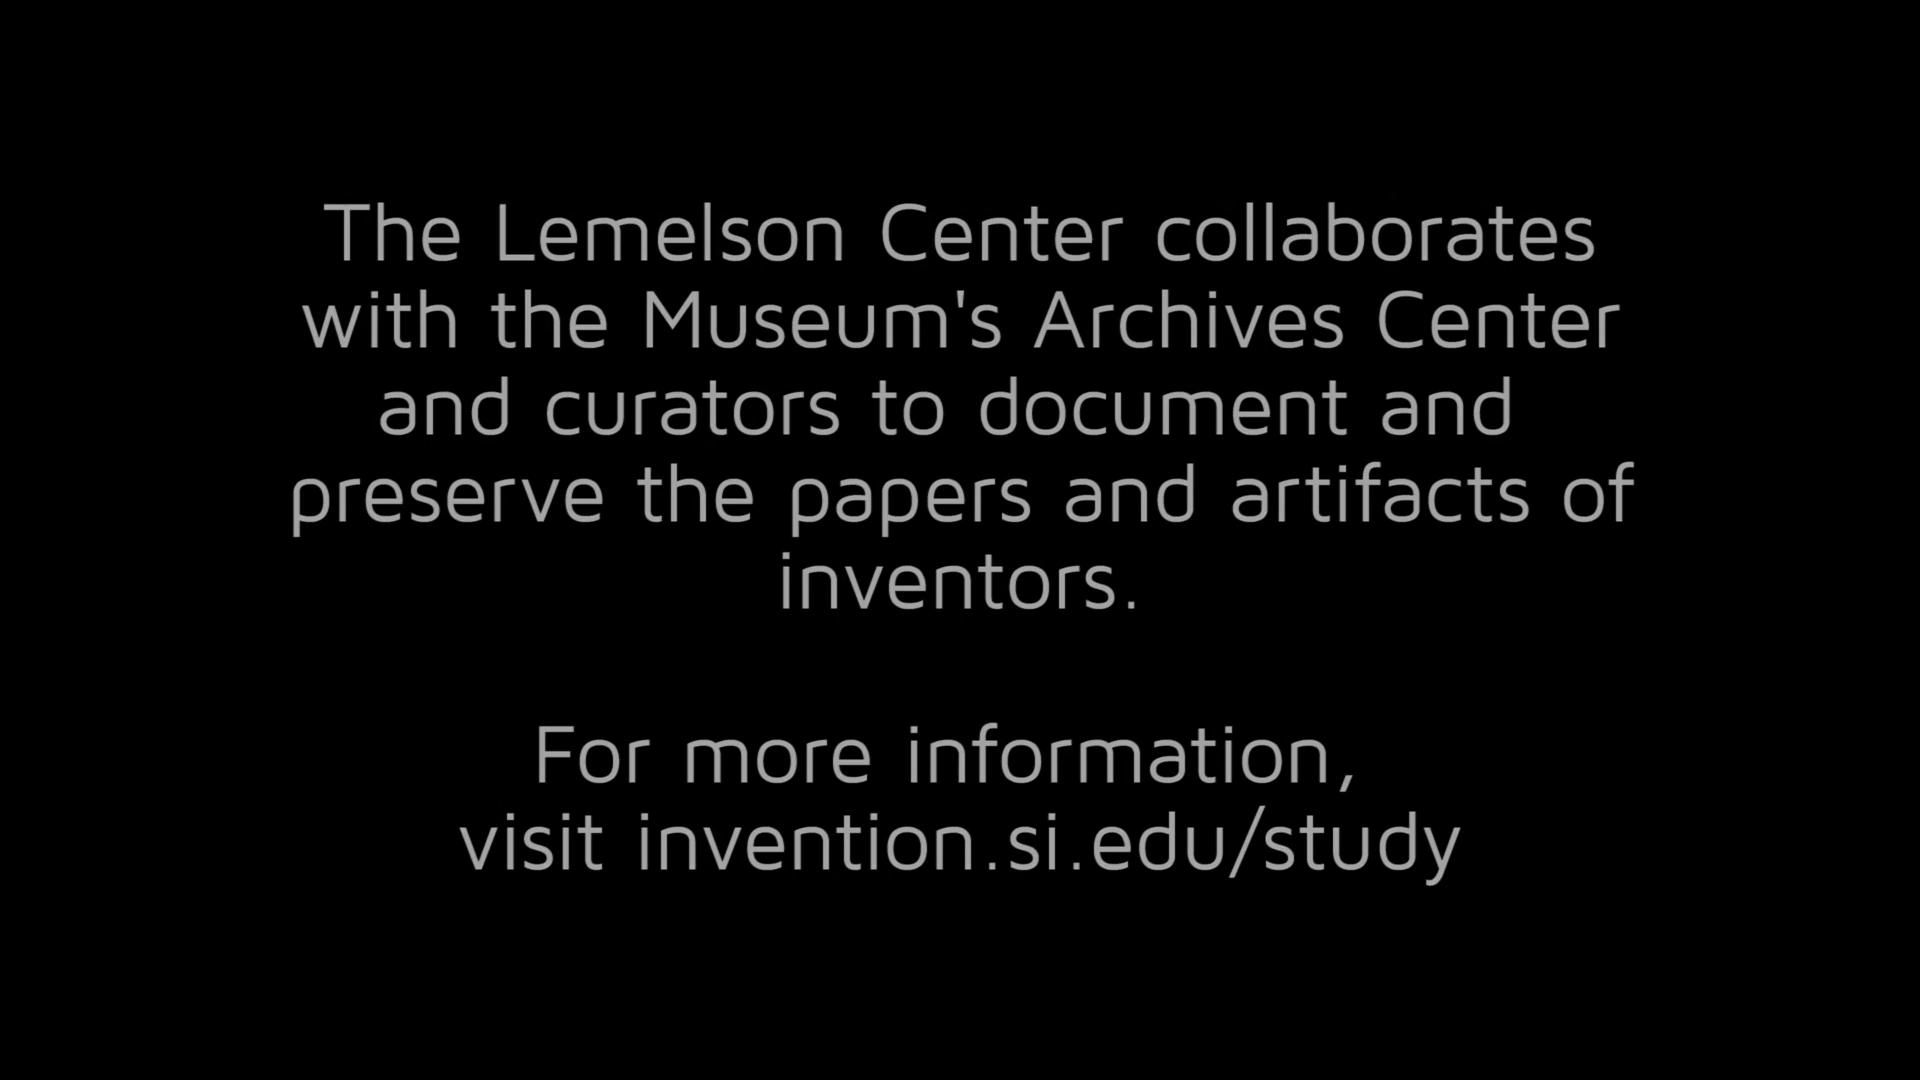 The Lemelson Center collaborates
with the Museum's Archives Center
and curators to document and
preserve the papers and artifacts of
inventors.
For more information,
visit invention.si.edu/study